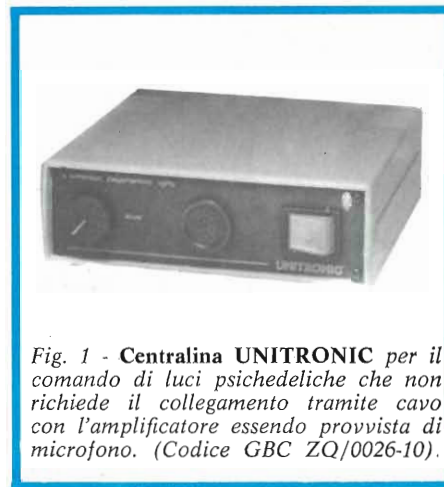 UNITRONIC
Fig. 1 - Centralina UNITRONIC per il
comando di luci psichedeliche che non
richiede il collegamento tramite cavo
con l'amplificatore essendo provvista di
microfono. (Codice GBC ZQ/0026-10).